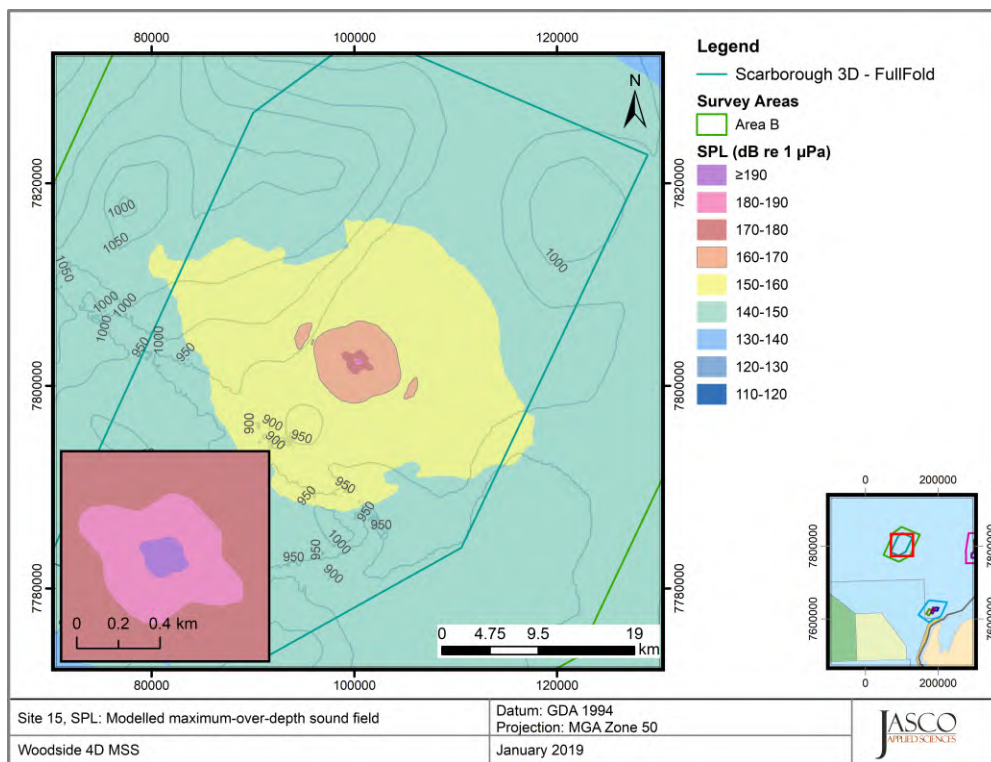 80000 100000 120000
7820000
7800000
7780000
7820000
7800000
7780000
80000 100000 120000
N
1000
1050
1050
1000
1000
1000
1000
950
950
1000
900
900
900
950
950
950
950
1000
950
950
900
0 0.2 0.4 km
0 4.75 9.5 19
km
Legend
Scarborough 3D - FullFold
Survey Areas
Area B
SPL (dB re 1 µPa)
≥190
180-190
170-180
160-170
150-160
140-150
130-140
120-130
110-120
0 200000
7800000
7600000
7800000
7600000
0 200000
Site 15, SPL: Modelled maximum-over-depth sound field
Woodside 4D MSS
Datum: GDA 1994
Projection: MGA Zone 50
January 2019
JASCO
APPLIED SCIENCES